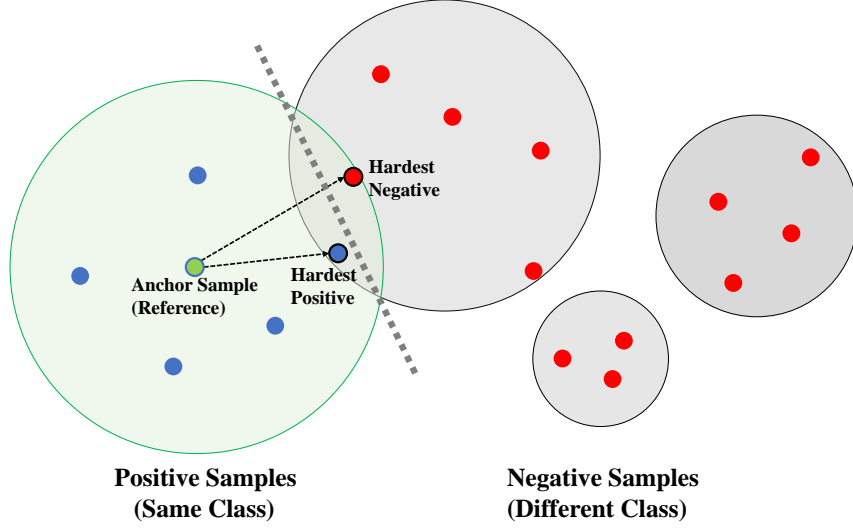 Hardest
Negative
Anchor Sample
(Reference)
Hardest
Positive
Positive Samples
(Same Class)
Negative Samples
(Different Class)